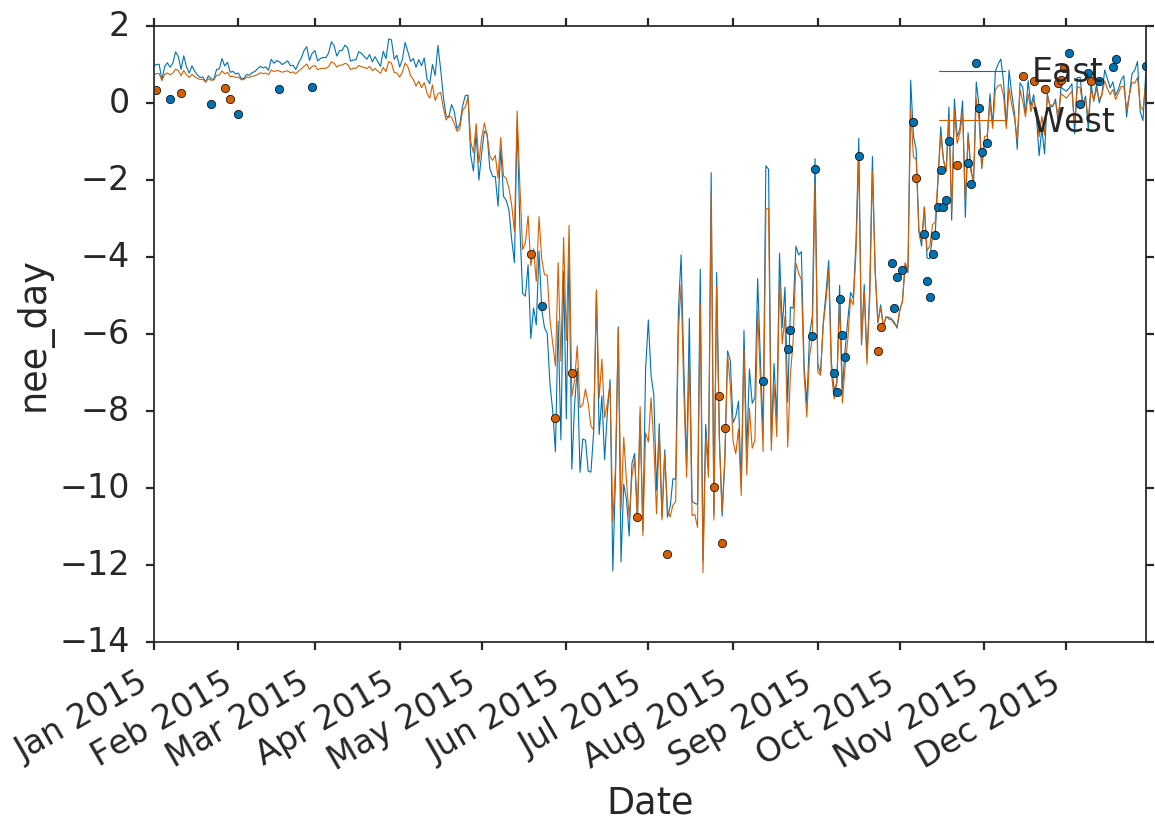 2
0
−2
−4
−6
−8
−10
−12
−14
nee_day
East
West
Jan 2015
Feb 2015
Mar 2015
Apr 2015
May 2015
Jun 2015
Jul 2015
Aug 2015
Sep 2015
Oct 2015
Nov 2015
Dec 2015
Date